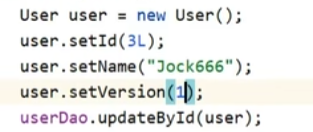 User user = new User();
user.setId(3L);
user.setName("Jock666");
user.setVersion(1);
userDao.updateById(user);